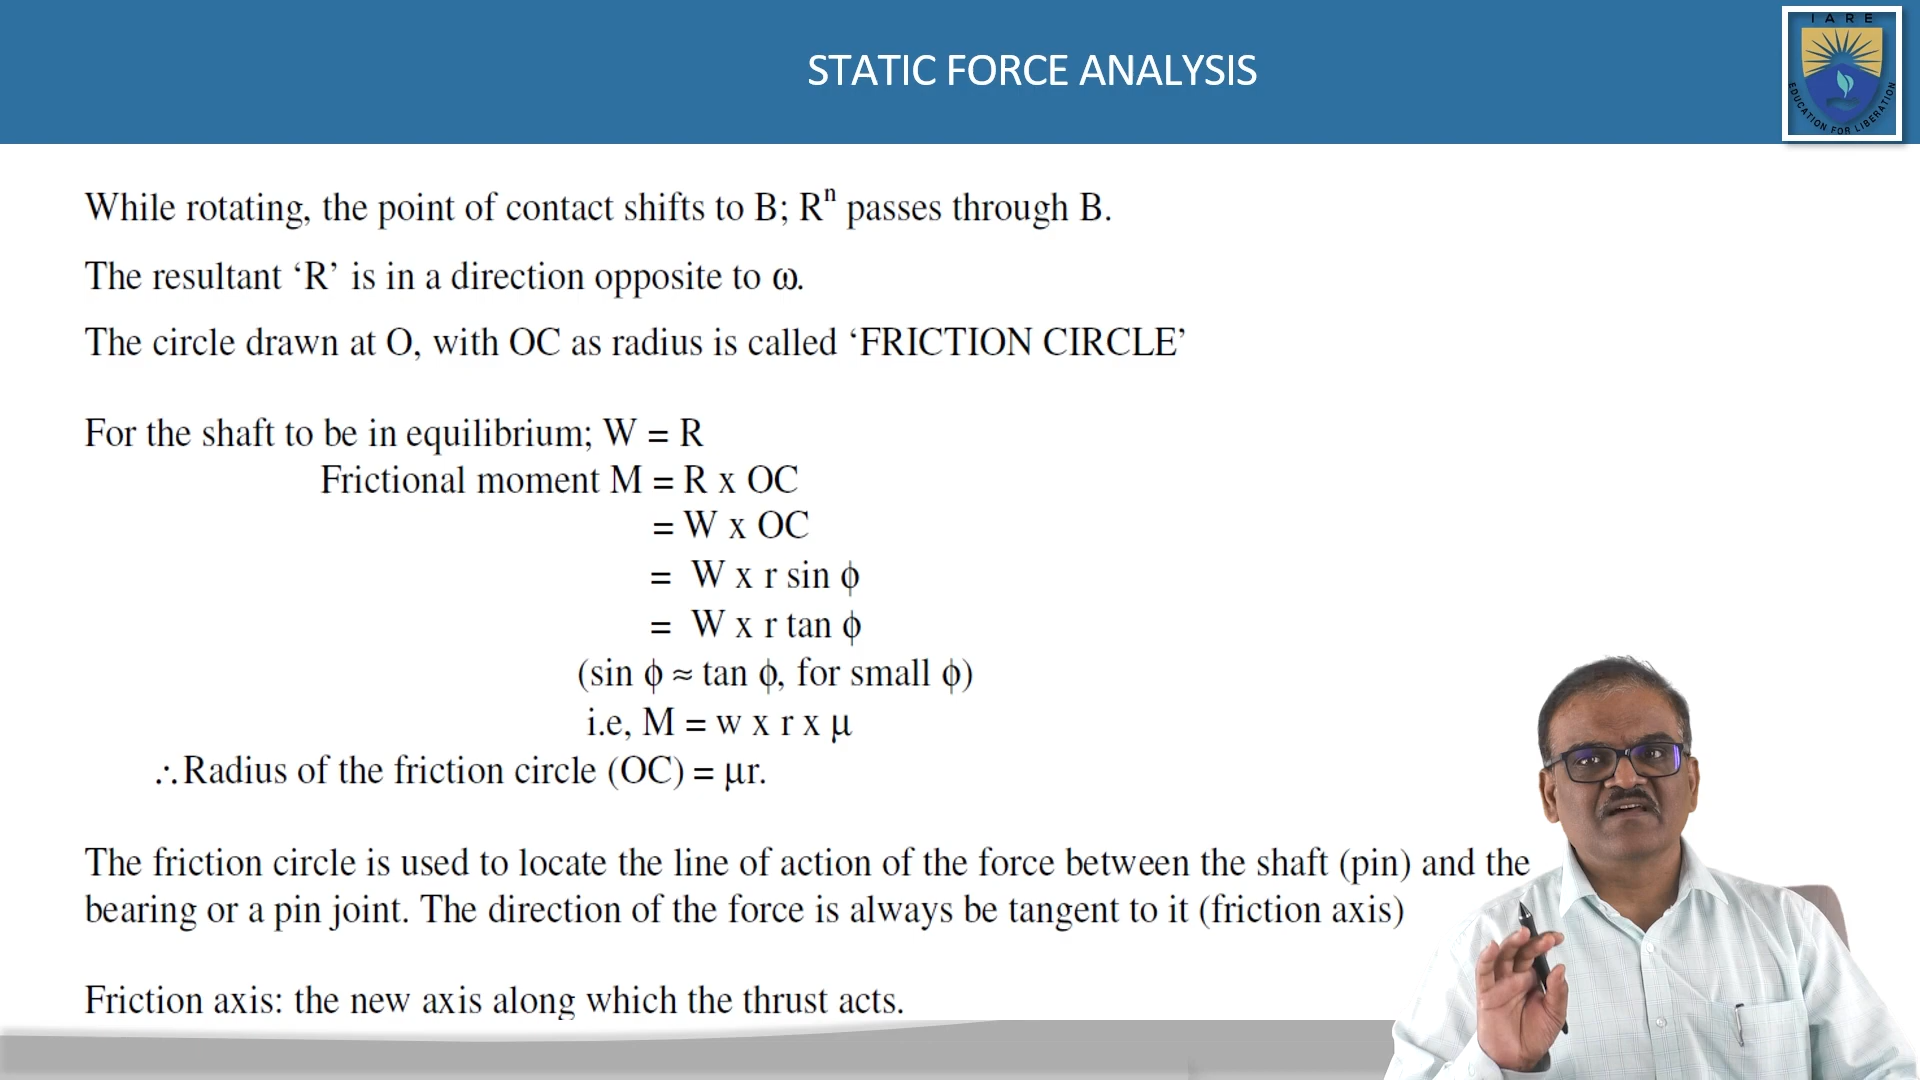 STATIC FORCE ANALYSIS
I A R E
EDUCATION FOR LIBERATION
While rotating, the point of contact shifts to B; Rⁿ passes through B.
The resultant ‘R’ is in a direction opposite to ω.
The circle drawn at O, with OC as radius is called ‘FRICTION CIRCLE’
For the shaft to be in equilibrium; W = R
Frictional moment M = R x OC
= W x OC
= W x r sin ϕ
= W x r tan ϕ
(sin ϕ ≈ tan ϕ, for small ϕ)
i.e, M = w x r x μ
∴Radius of the friction circle (OC) = μr.
The friction circle is used to locate the line of action of the force between the shaft (pin) and the
bearing or a pin joint. The direction of the force is always be tangent to it (friction axis)
Friction axis: the new axis along which the thrust acts.